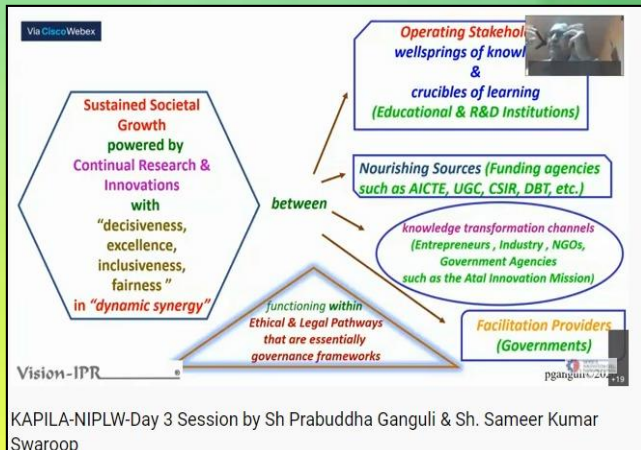 Via Cisco Webex
Sustained Societal
Growth
powered by
Continual Research &
Innovations
with
"decisiveness,
excellence,
inclusiveness,
fairness "
in "dynamic synergy"
between
Operating
wellsprings of
&
crucibles of learning
(Educational & R&D Institutions)
Nourishing Sources (Funding agencies
such as AICTE, UGC, CSIR, DBT, etc.)
knowledge transformation channels
(Entrepreneurs , Industry , NGOs,
Government Agencies
such as the Atal Innovation Mission)
Facilitation Providers
(Governments)
functioning within
Ethical & Legal Pathways
that are essentially
governance frameworks
Vision-IPR
+19
KAPILA-NIPLW-Day 3 Session by Sh Prabuddha Ganguli & Sh. Sameer Kumar
Swaroop